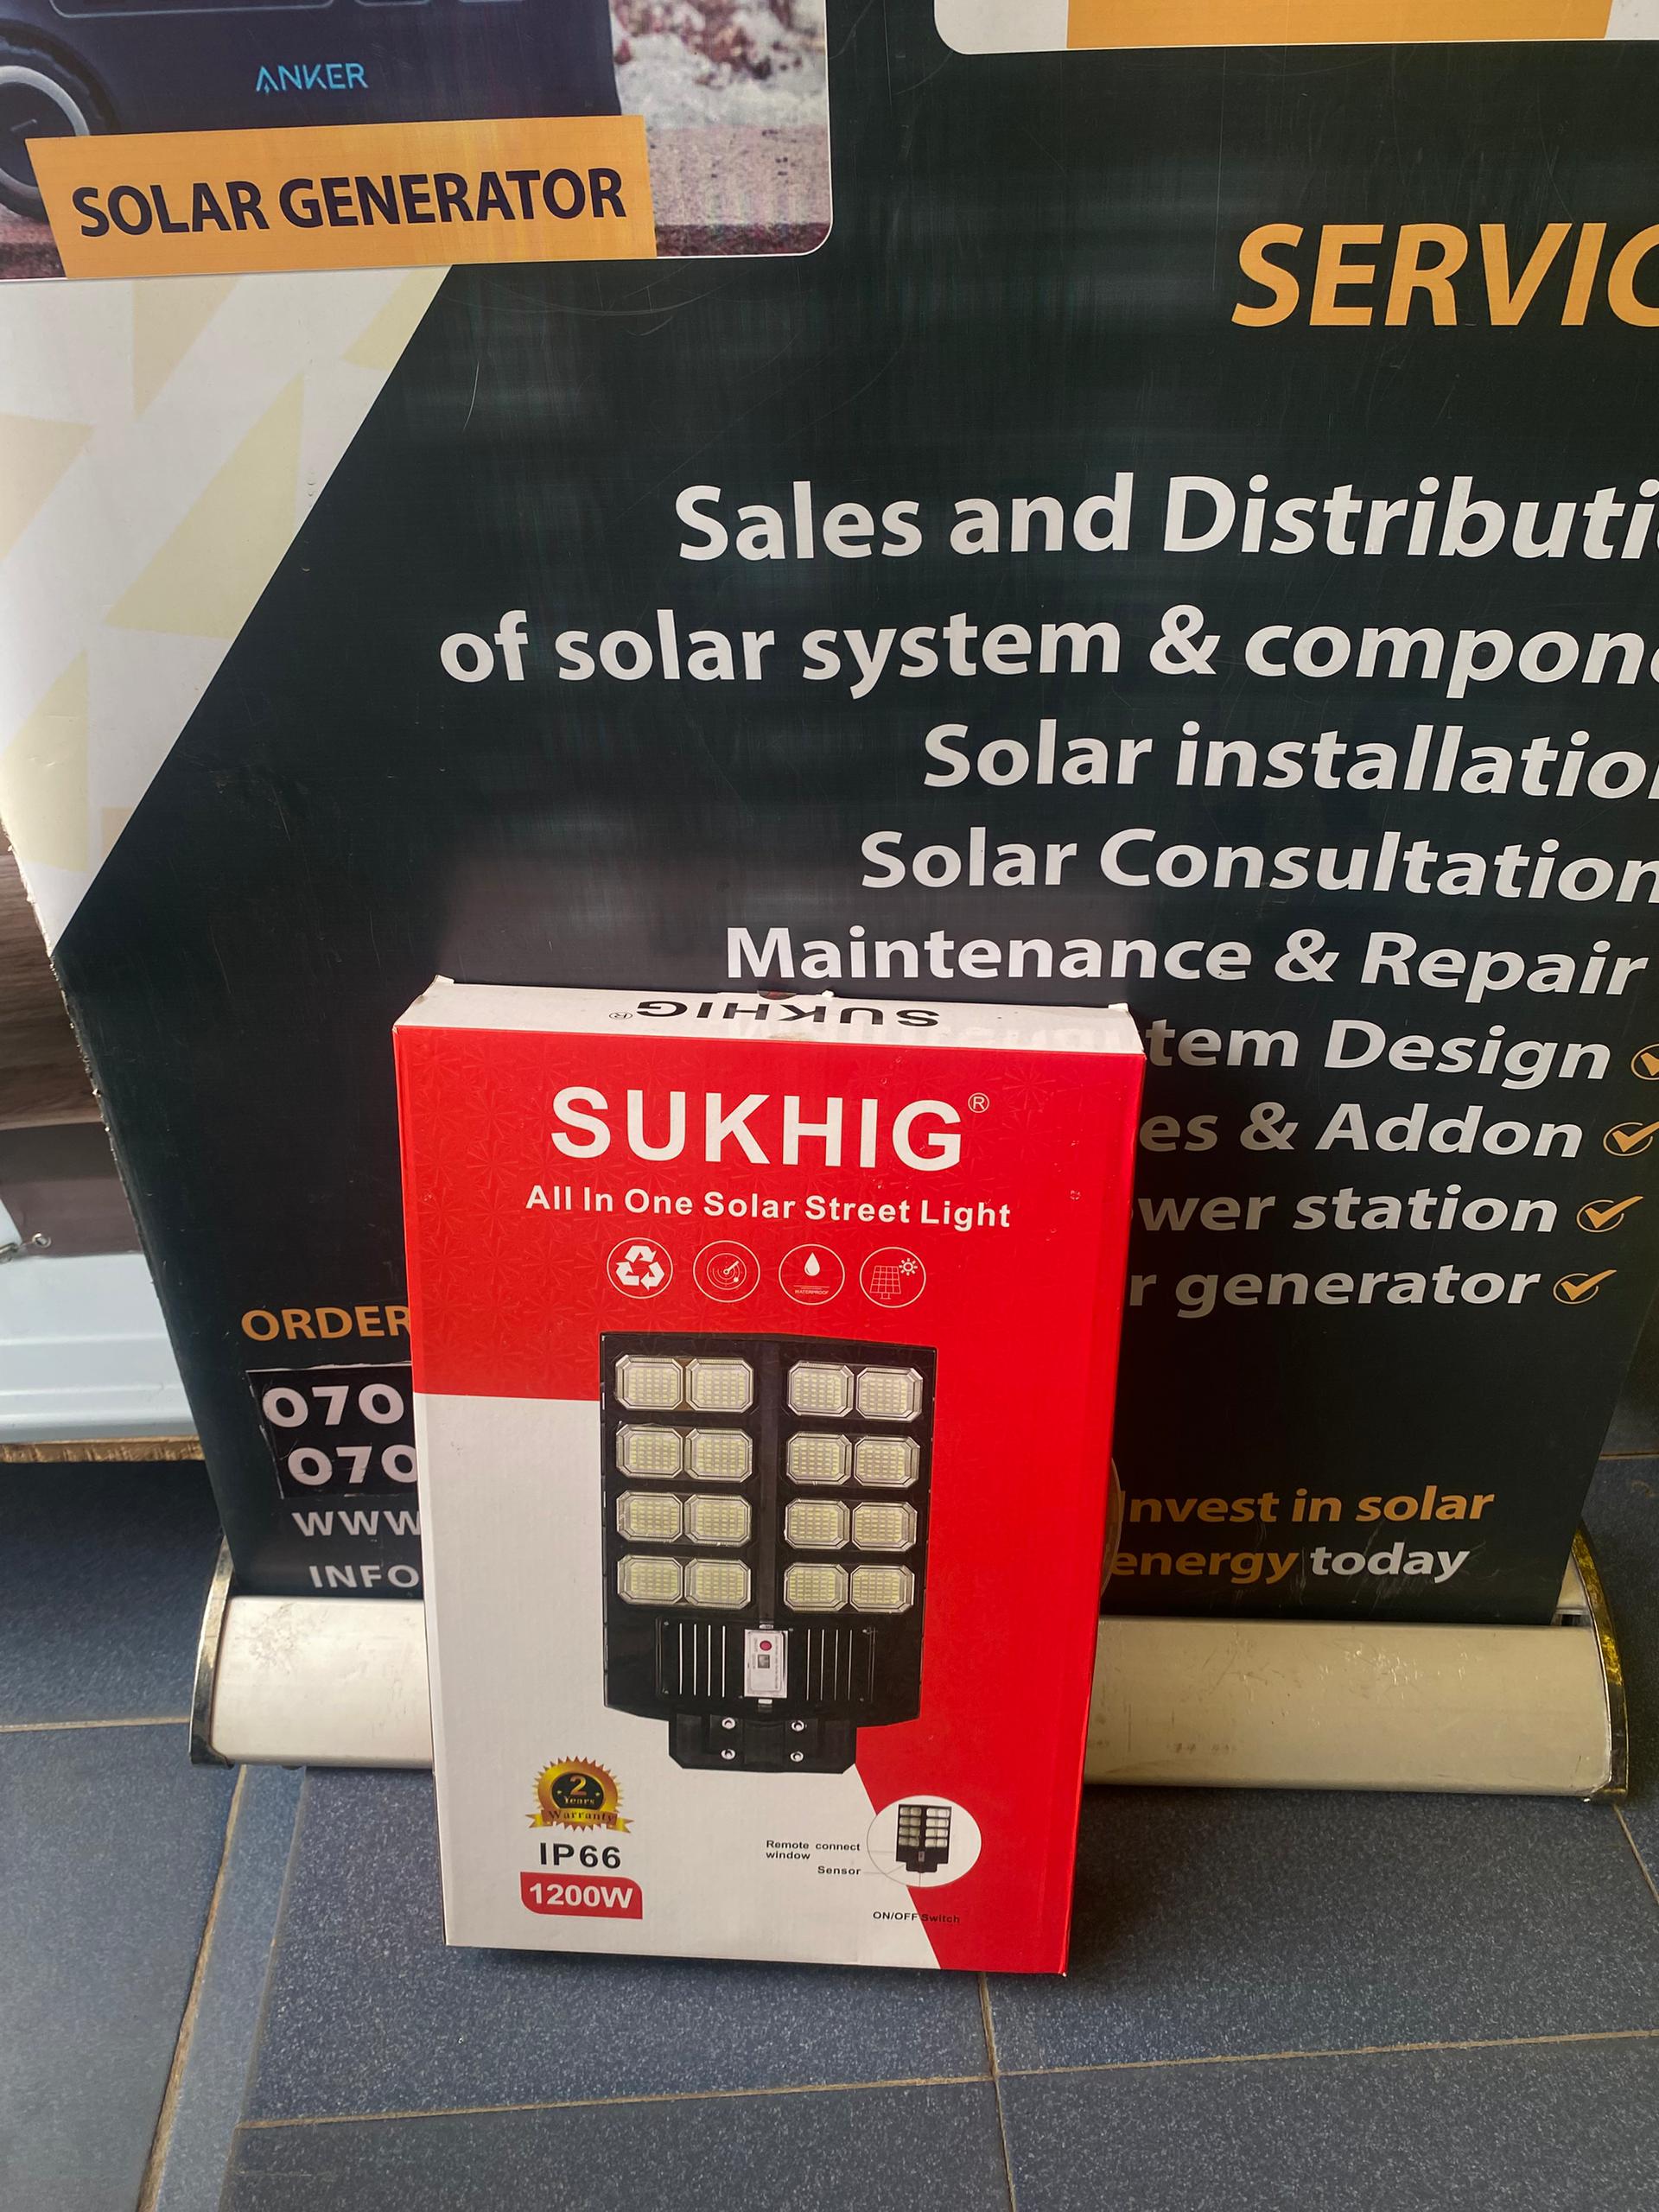 ANKER
SOLAR GENERATOR
SERVIC
Sales and Distributi
of solar system & compon
Solar installatio
Solar Consultation
Maintenance & Repair
tem Design
es & Addon
wer station
r generator
ORDER
070
070
WWW
INFO
Invest in solar
energy today
SUKHIG®
SUKHIG®
All In One Solar Street Light
WATERPROOF
2
Years
Warranty
IP66
1200W
Remote connect
window
Sensor
ON/OFF Switch